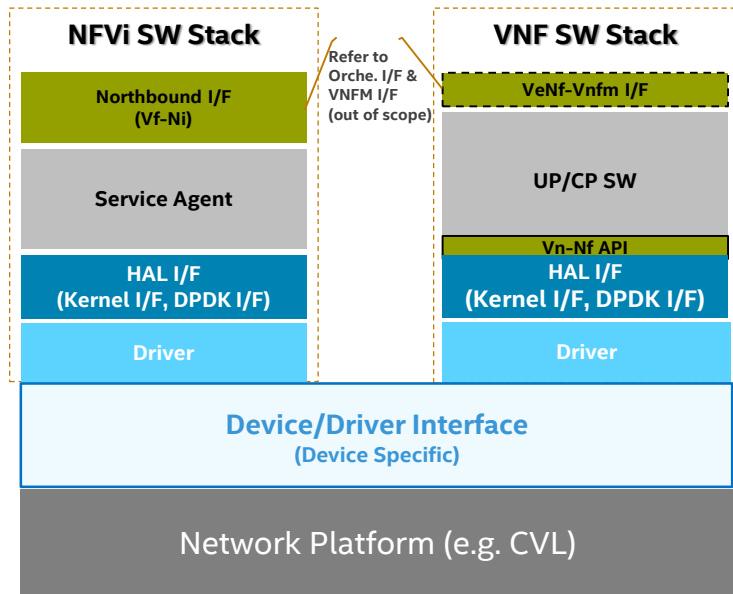 NFVi SW Stack
VNF SW Stack
Refer to
Orche. I/F &
VNFM I/F
(out of scope)
Northbound I/F
(Vf-Ni)
Service Agent
HAL I/F
(Kernel I/F, DPDK I/F)
Driver
VeNf-Vnfm I/F
UP/CP SW
Vn-Nf API
HAL I/F
(Kernel I/F, DPDK I/F)
Driver
Device/Driver Interface
(Device Specific)
Network Platform (e.g. CVL)